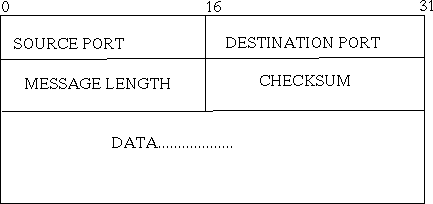 0 16 31
SOURCE PORT DESTINATION PORT
MESSAGE LENGTH CHECKSUM
DATA...................